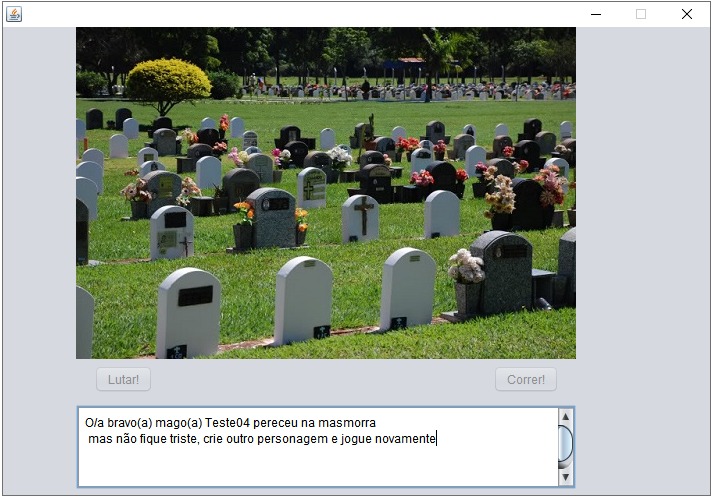 Lutar!
Correr!
O/a bravo(a) mago(a) Teste04 pereceu na masmorra
mas não fique triste, crie outro personagem e jogue novamente